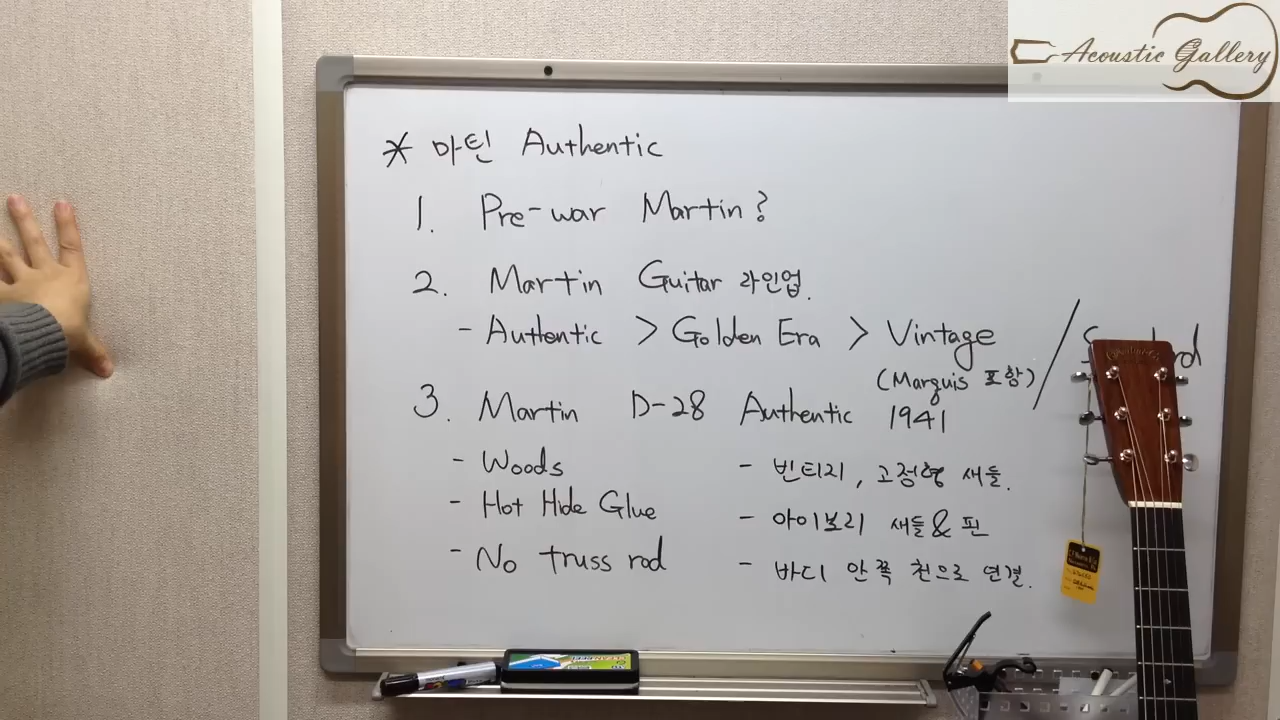 Acoustic Gallery
* 마틴 Authentic
1. Pre-war Martin?
2. Martin Guitar 라인업.
- Authentic > Golden Era > Vintage /
(Marquis 포함)
3. Martin D-28 Authentic 1941
- Woods
- Hot Hide Glue
- No truss rod
- 빈티지, 고정형 새들.
- 아이보리 새들 & 핀
- 바디 안쪽 천으로 연결.